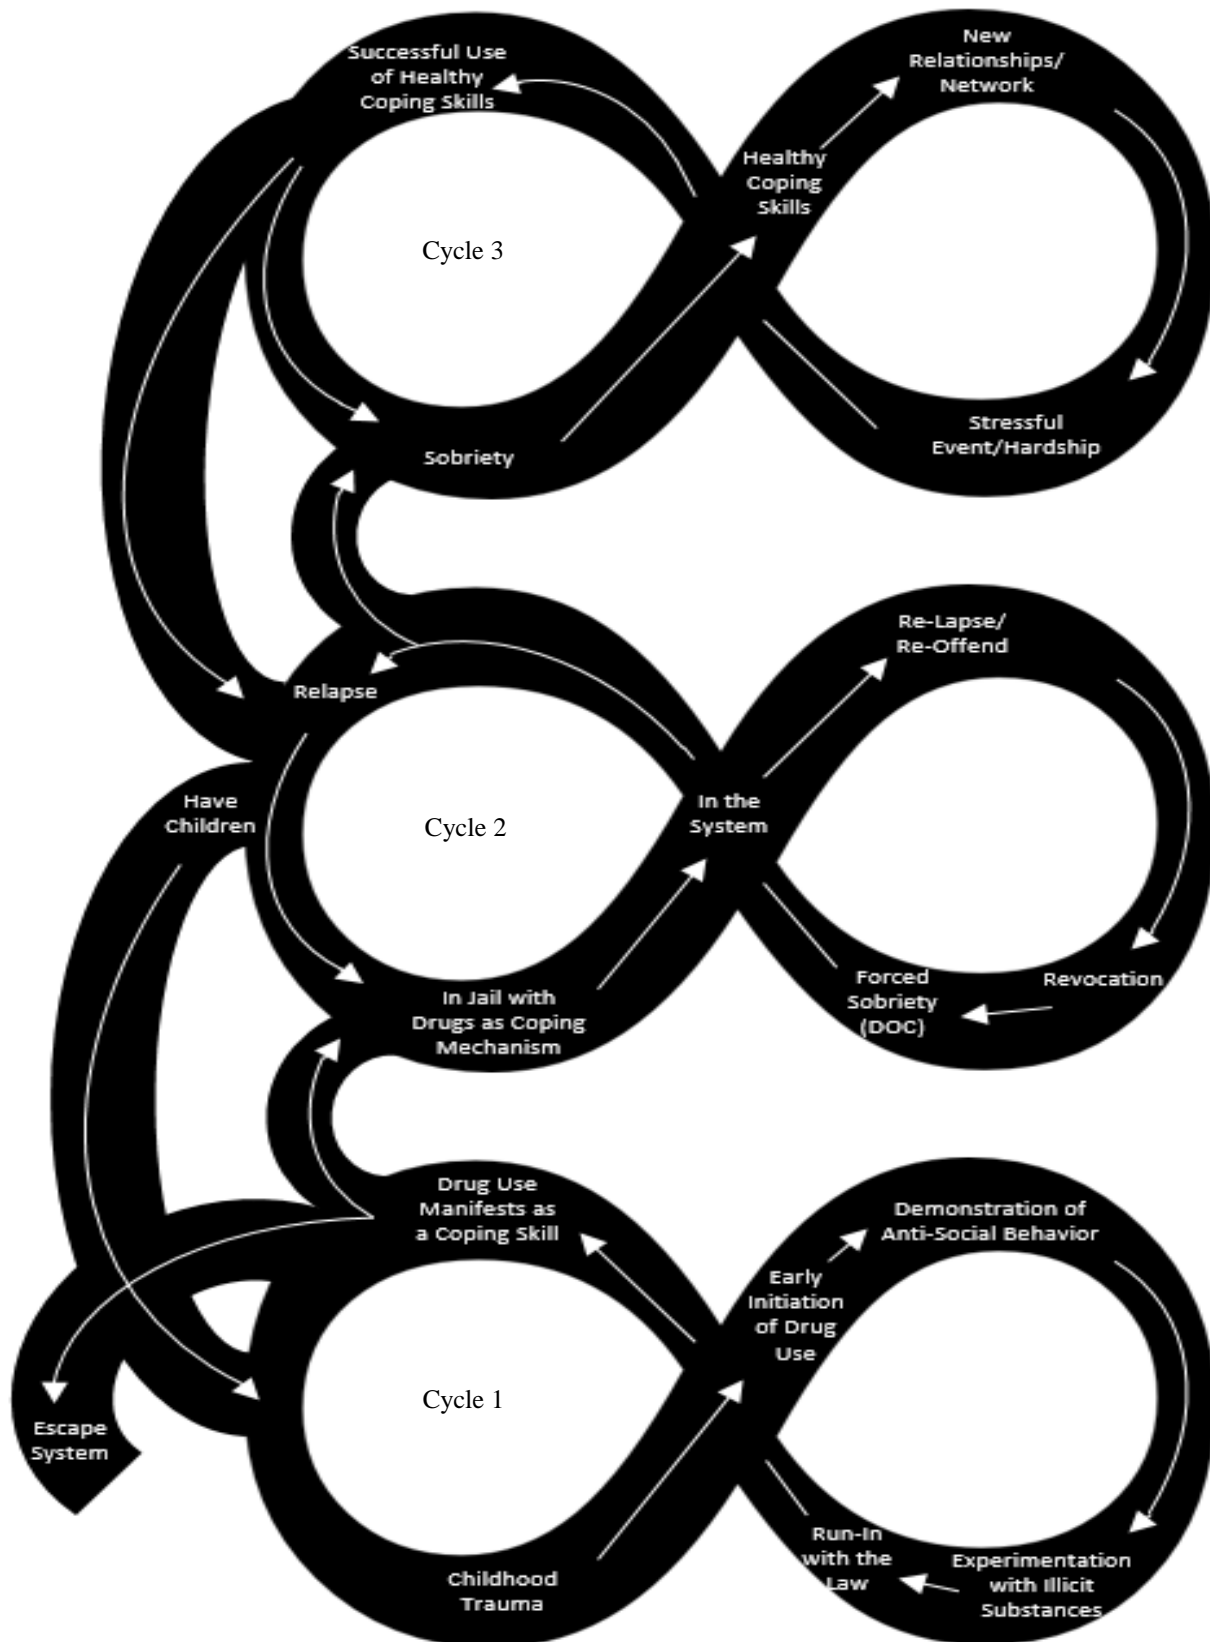 Successful Use
of Healthy
Coping Skills
New
Relationships/
Network
Healthy
Coping
Skills
Cycle 3
Stressful
Event/Hardship
Sobriety
Re-Lapse/
Re-Offend
Relapse
Have
Children
Cycle 2
In the
System
In Jail with
Drugs as Coping
Mechanism
Forced
Sobriety
(DOC)
Revocation
Drug Use
Manifests as
a Coping Skill
Demonstration of
Anti-Social Behavior
Early
Initiation
of Drug
Use
Cycle 1
Escape
System
Childhood
Trauma
Run-In
with the
Law
Experimentation
with Illicit
Substances